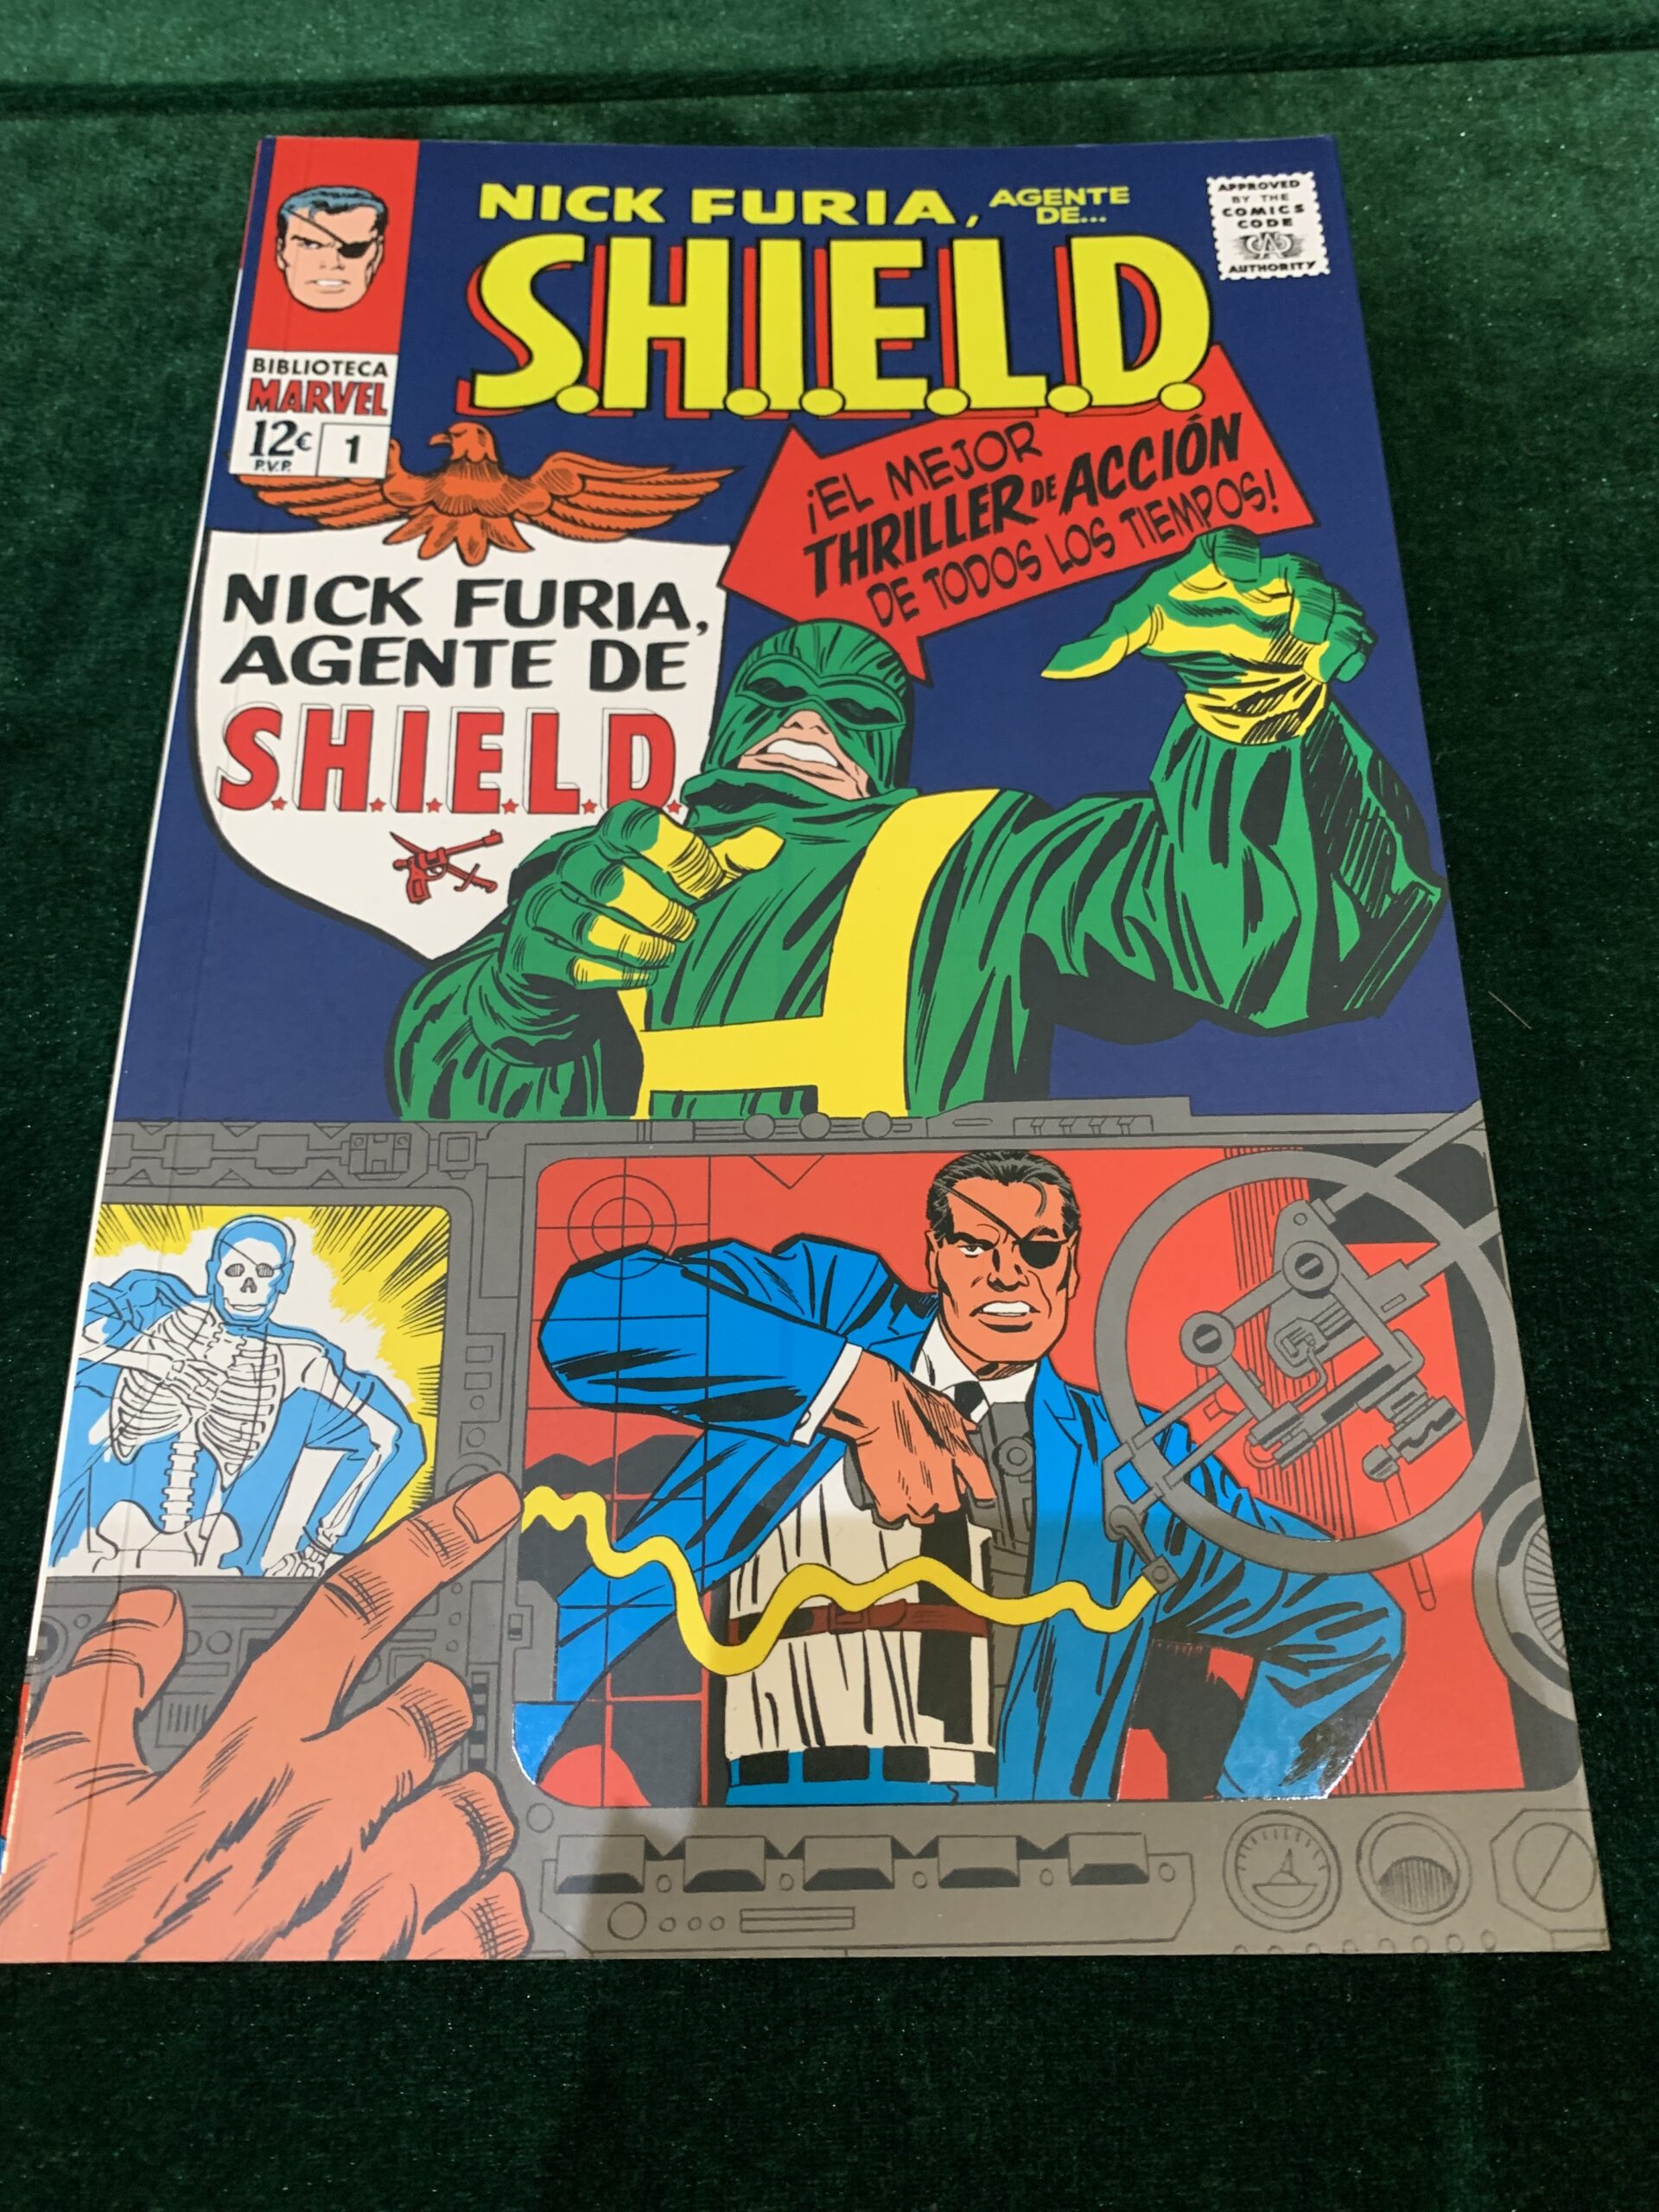 NICK FURIA, AGENTE
DE...
S.H.I.E.L.D.
APPROVED
BY THE
COMICS
CODE
CA
AUTHORITY
BIBLIOTECA
MARVEL
12€
P.V.P.
1
¡EL MEJOR
THRILLER DE ACCIÓN
DE TODOS LOS TIEMPOS!
NICK FURIA,
AGENTE DE
S.H.I.E.L.D.